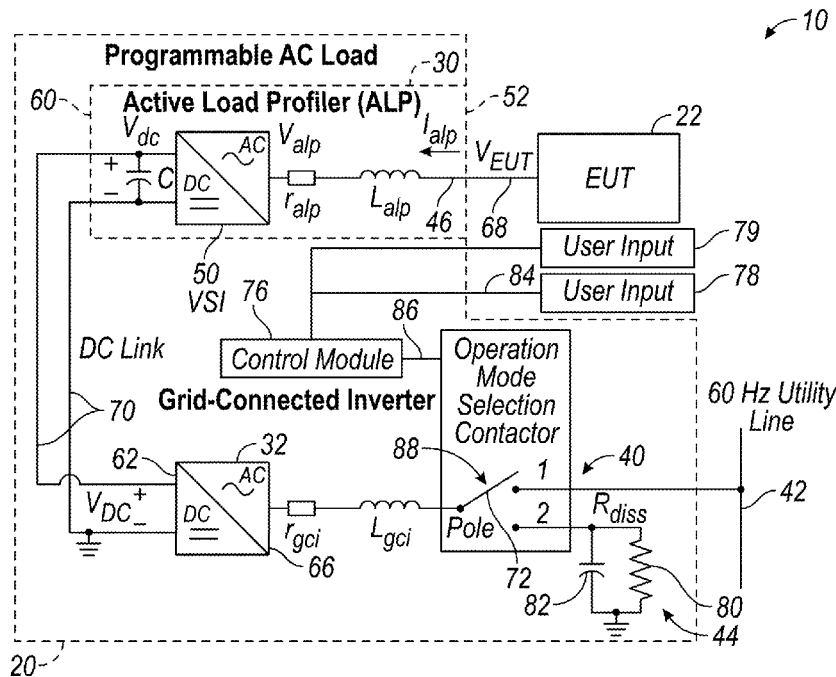 10
Programmable AC Load
30
60
Active Load Profiler (ALP)
52
V_dc
V_alp
I_alp
22
+
C
−
DC
AC
r_alp
L_alp
46
V_EUT
68
EUT
50
VSI
User Input
79
84
User Input
78
76
86
DC Link
Control Module
Operation
Mode
Selection
Contactor
60 Hz Utility
Line
70
Grid-Connected Inverter
62
32
88
1
40
42
V_DC
+
−
DC
AC
r_gci
L_gci
Pole
2
R_diss
66
72
82
80
44
20